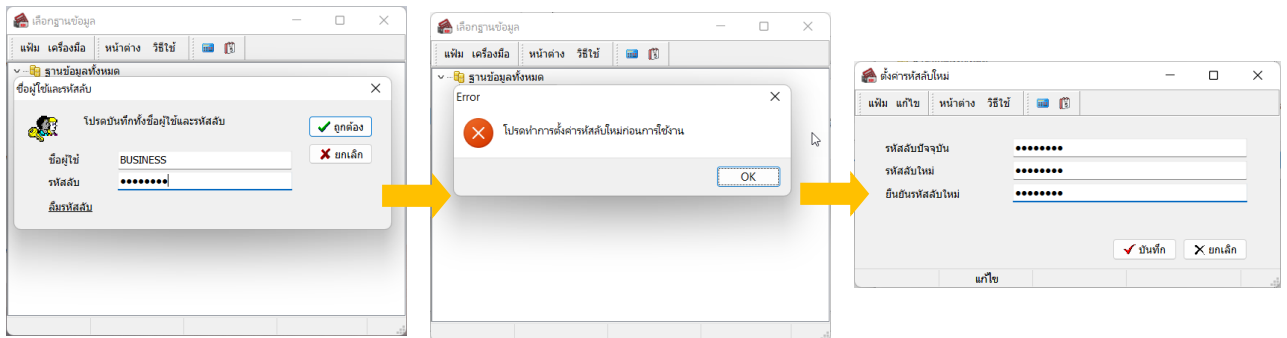 เลือกฐานข้อมูล
แฟ้ม เครื่องมือ หน้าต่าง วิธีใช้
ฐานข้อมูลทั้งหมด
ชื่อผู้ใช้และรหัสลับ
โปรดบันทึกทั้งชื่อผู้ใช้และรหัสลับ
ถูกต้อง
ชื่อผู้ใช้ BUSINESS
ยกเลิก
รหัสลับ ••••••••
ลืมรหัสลับ
เลือกฐานข้อมูล
แฟ้ม เครื่องมือ หน้าต่าง วิธีใช้
ฐานข้อมูลทั้งหมด
Error
โปรดทำการตั้งค่ารหัสลับใหม่ก่อนการใช้งาน
OK
ตั้งค่ารหัสลับใหม่
แฟ้ม แก้ไข หน้าต่าง วิธีใช้
รหัสลับปัจจุบัน ••••••••
รหัสลับใหม่ ••••••••
ยืนยันรหัสลับใหม่ ••••••••
บันทึก ยกเลิก
แก้ไข